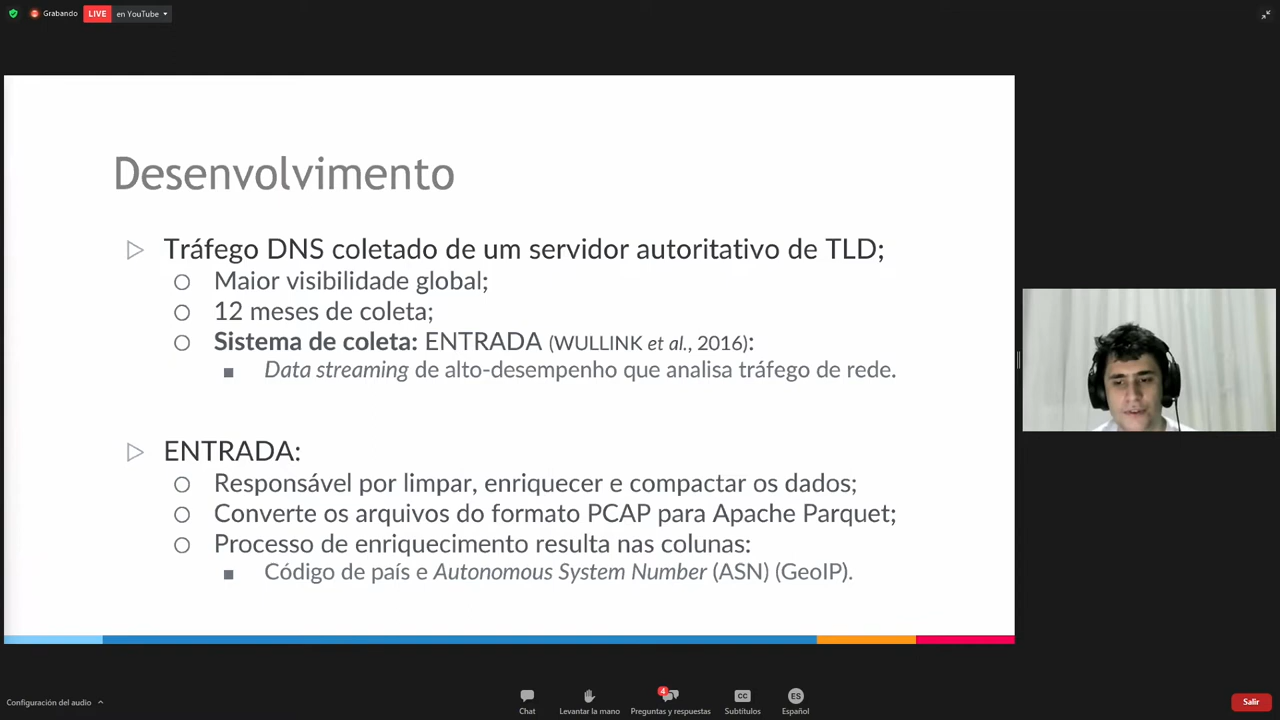 Grabando
LIVE
en YouTube
Desenvolvimento
Tráfego DNS coletado de um servidor autoritativo de TLD;
Maior visibilidade global;
12 meses de coleta;
Sistema de coleta: ENTRADA (WULLINK et al., 2016):
Data streaming de alto-desempenho que analisa tráfego de rede.
ENTRADA:
Responsável por limpar, enriquecer e compactar os dados;
Converte os arquivos do formato PCAP para Apache Parquet;
Processo de enriquecimento resulta nas colunas:
Código de país e Autonomous System Number (ASN) (GeoIP).
Configuración del audio
Chat
Levantar la mano
4
Preguntas y respuestas
CC
Subtítulos
ES
Español
Salir